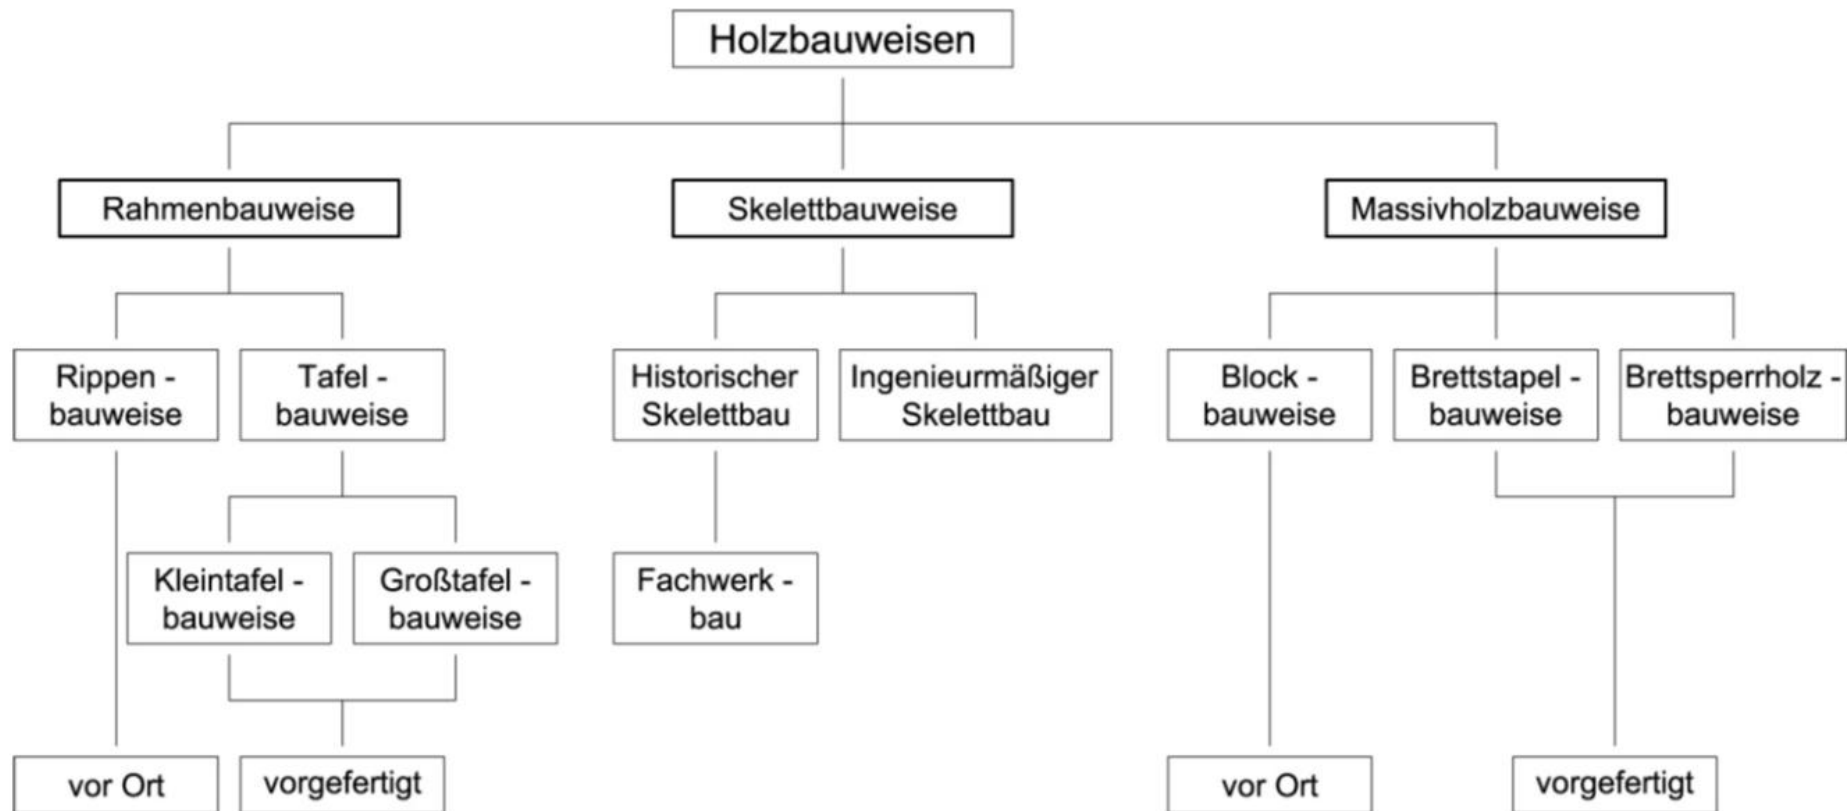 Holzbauweisen
Rahmenbauweise
Skelettbauweise
Massivholzbauweise
Rippen -
bauweise
Tafel -
bauweise
Historischer
Skelettbau
Ingenieurmäßiger
Skelettbau
Block -
bauweise
Brettstapel -
bauweise
Brettsperrholz -
bauweise
Kleintafel -
bauweise
Großtafel -
bauweise
Fachwerk -
bau
vor Ort
vorgefertigt
vor Ort
vorgefertigt